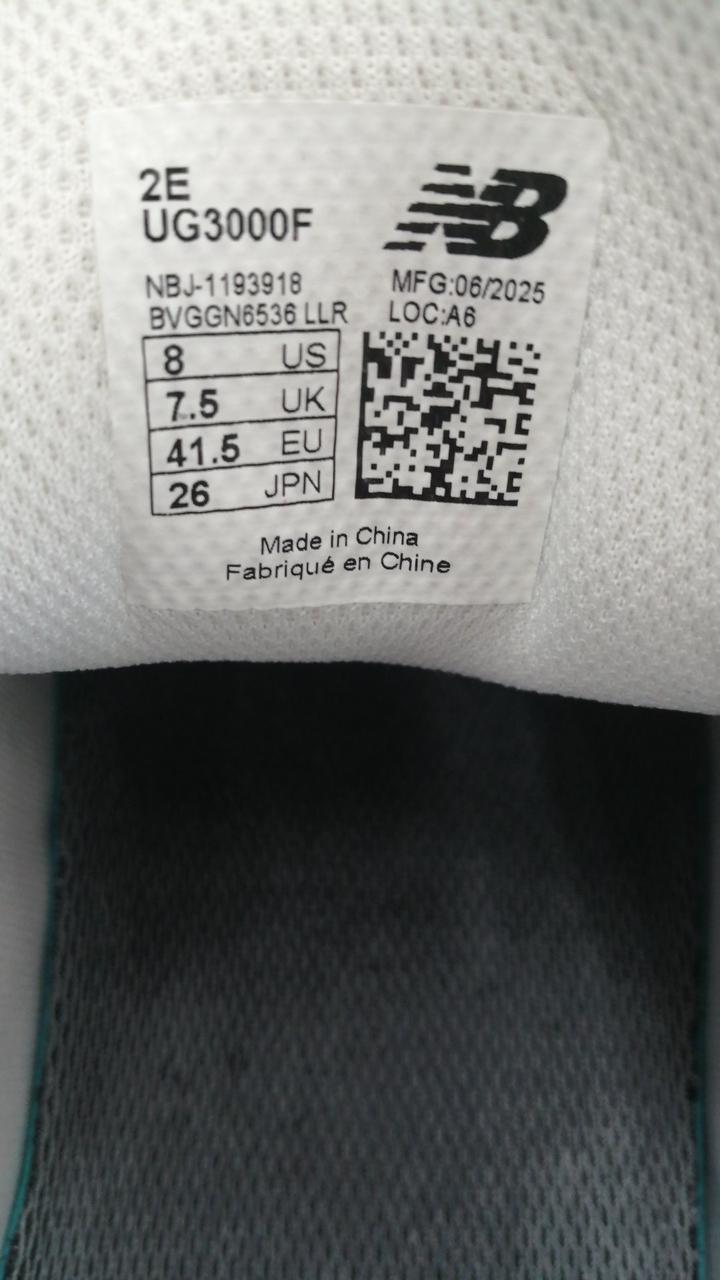 2E
UG3000F
NB
NBJ-1193918
BVGGN6536 LLR
MFG:06/2025
LOC:A6
8 US
7.5 UK
41.5 EU
26 JPN
Made in China
Fabriqué en Chine